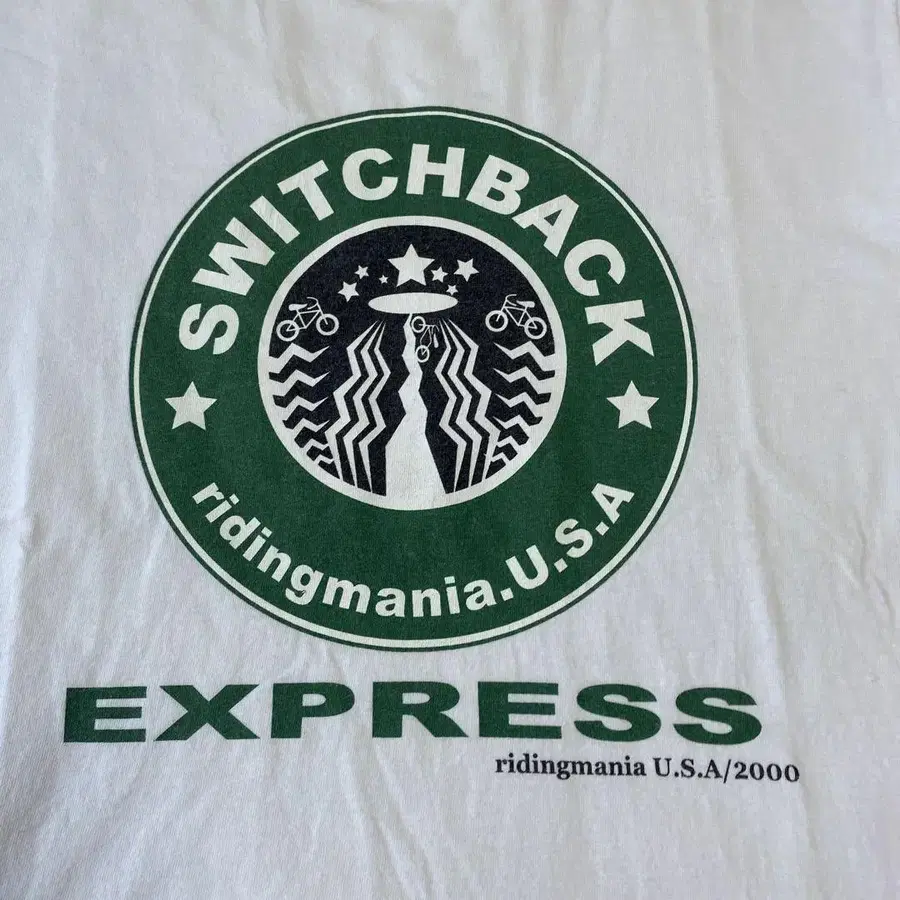 SWITCHBACK
ridingmania.U.S.A
EXPRESS
ridingmania U.S.A/2000